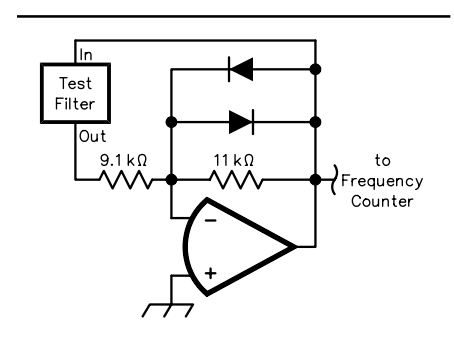 In
Test
Filter
Out
9.1 kΩ
11 kΩ
to
Frequency
Counter
−
+